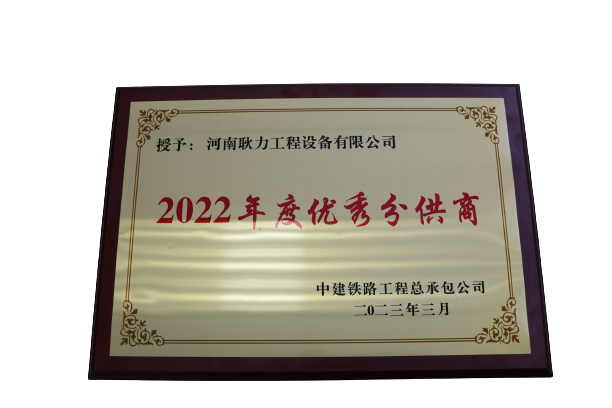 授予：河南耿力工程设备有限公司
2022年度优秀分供商
中建铁路工程总承包公司
二〇二三年三月